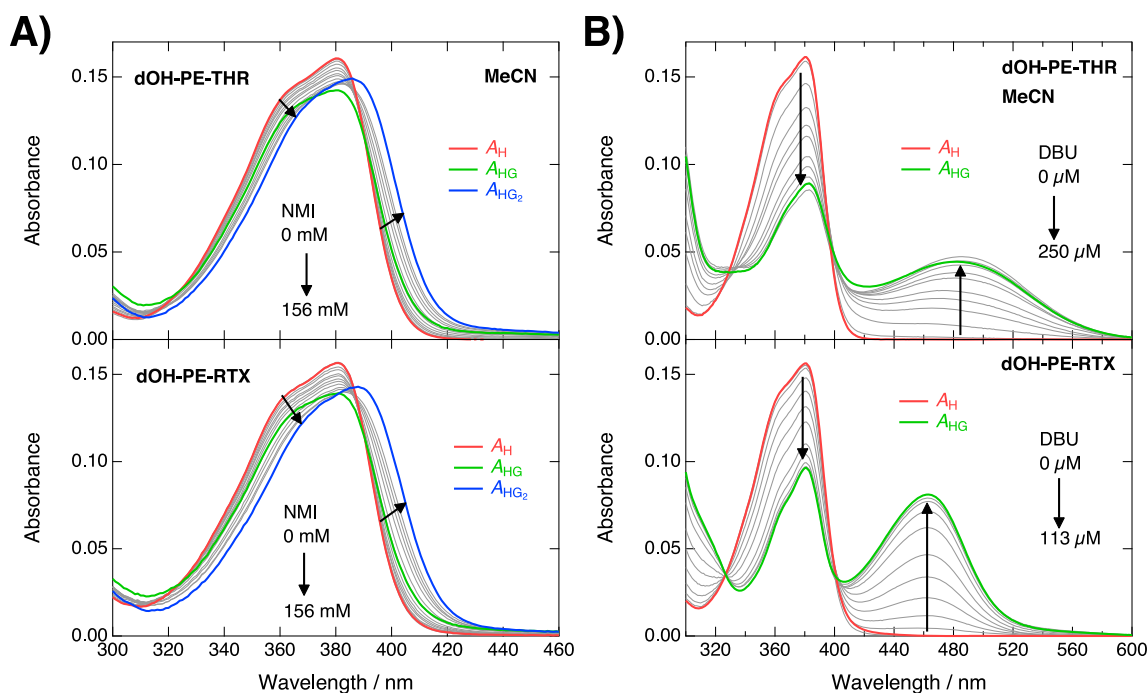 A)
dOH-PE-THR
MeCN
A_H
A_HG
A_HG₂
NMI
0 mM
156 mM
Absorbance
0.15
0.10
0.05
0.00
dOH-PE-RTX
A_H
A_HG
A_HG₂
NMI
0 mM
156 mM
Absorbance
0.15
0.10
0.05
0.00
300 320 340 360 380 400 420 440 460
Wavelength / nm
B)
dOH-PE-THR
MeCN
A_H
A_HG
DBU
0 µM
250 µM
Absorbance
0.15
0.10
0.05
0.00
dOH-PE-RTX
A_H
A_HG
DBU
0 µM
113 µM
Absorbance
0.15
0.10
0.05
0.00
320 360 400 440 480 520 560 600
Wavelength / nm